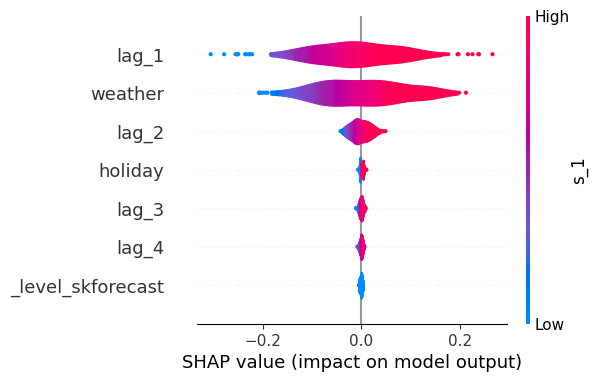 High
lag_1
weather
lag_2
holiday
lag_3
lag_4
_level_skforecast
s_1
Low
−0.2
0.0
0.2
SHAP value (impact on model output)